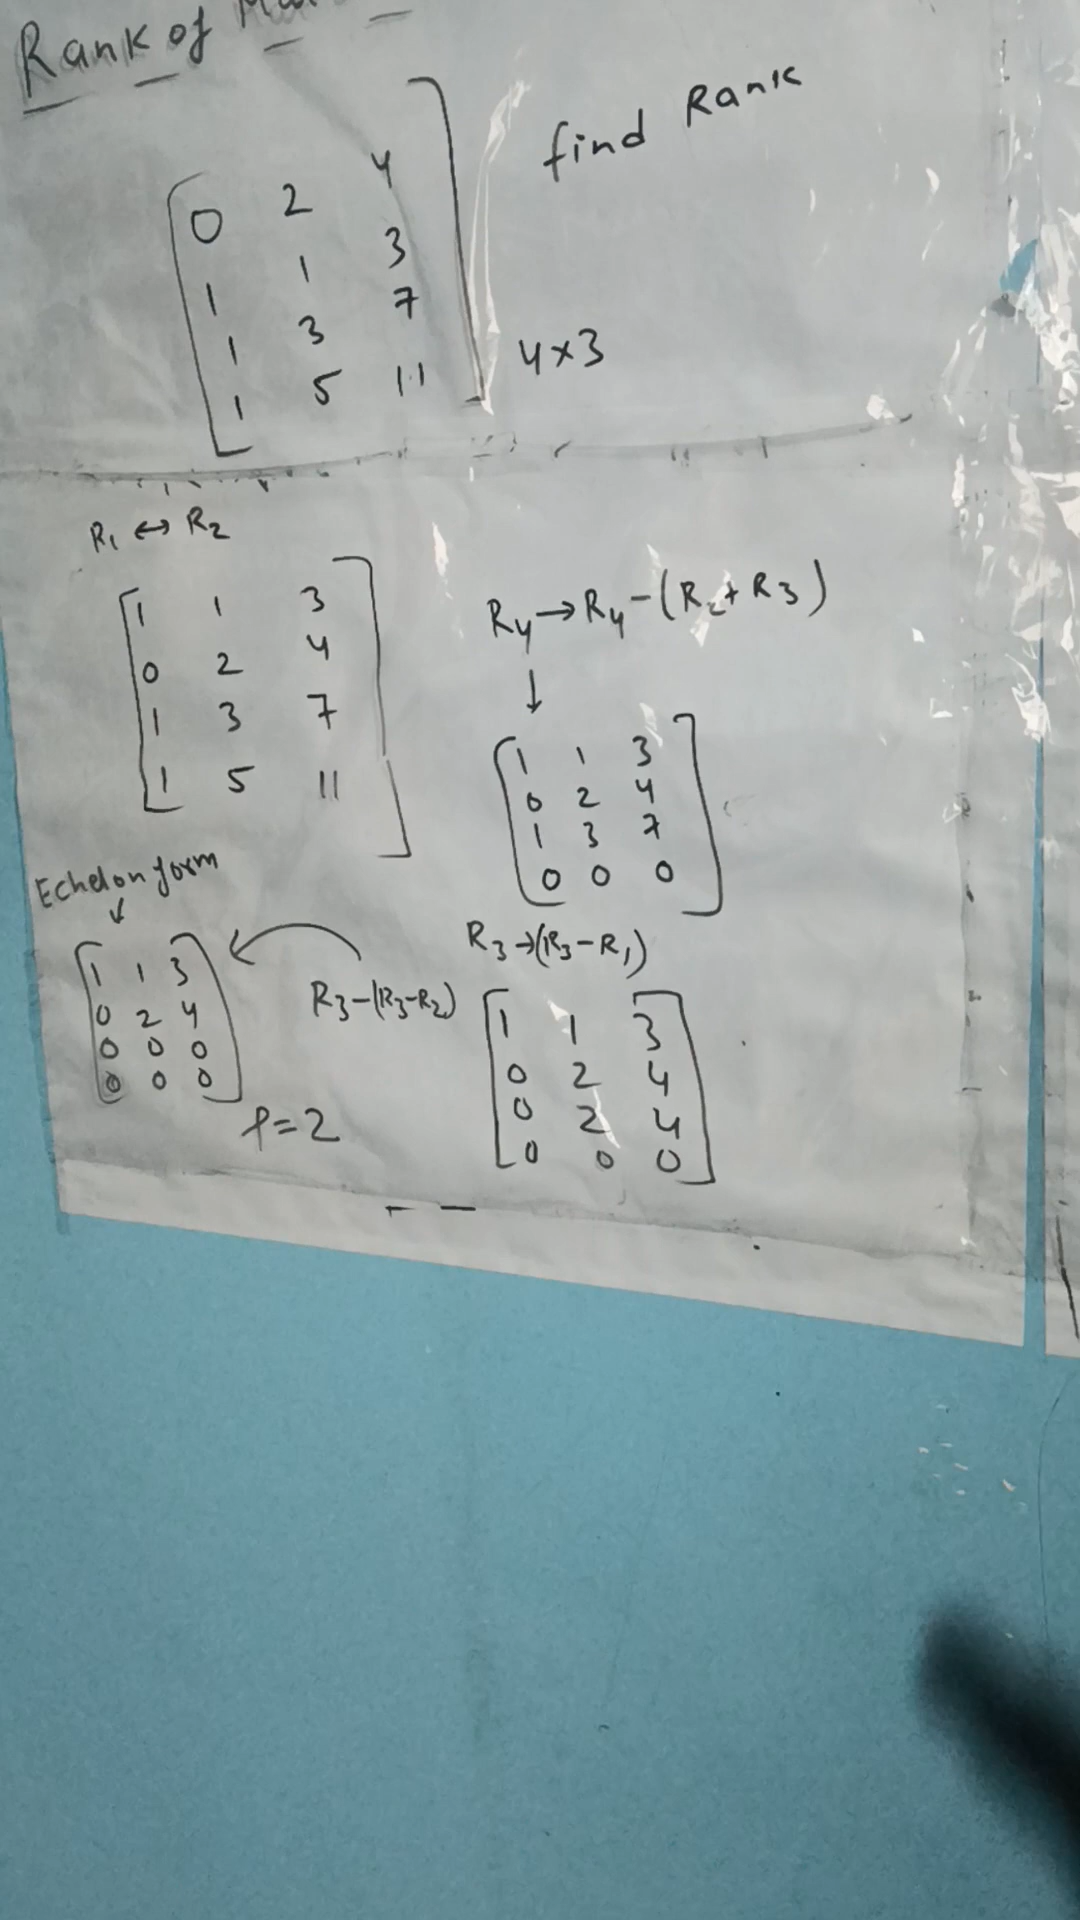 Rank of
find Rank
0 2 4
1 1 3
1 3 7
1 5 11
4×3
R1 ↔ R2
1 1 3
0 2 4
1 3 7
1 5 11
R4→R4-(R2+R3)
↓
1 1 3
0 2 4
1 3 7
0 0 0
R3→(R3-R1)
1 1 3
0 2 4
0 2 4
0 0 0
R3-(R3-R2)
Echelon form
↓
1 1 3
0 2 4
0 0 0
0 0 0
ρ=2